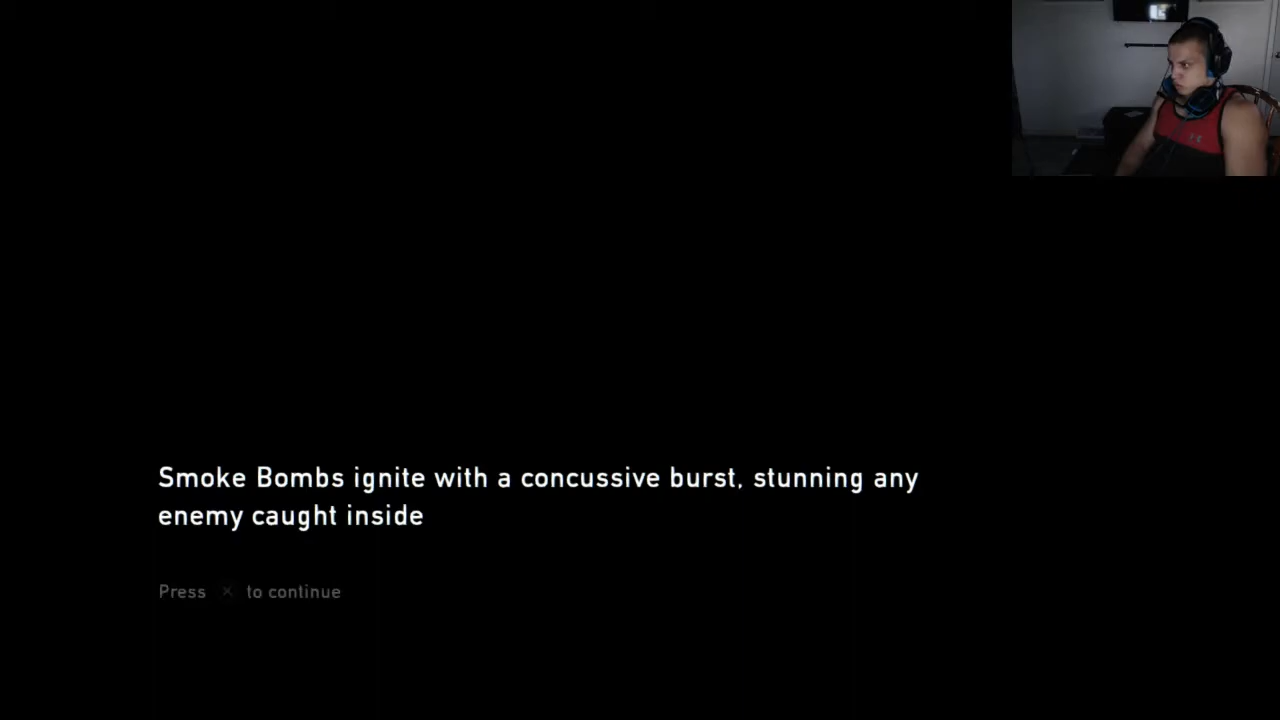 Smoke Bombs ignite with a concussive burst, stunning any
enemy caught inside
Press ✕ to continue